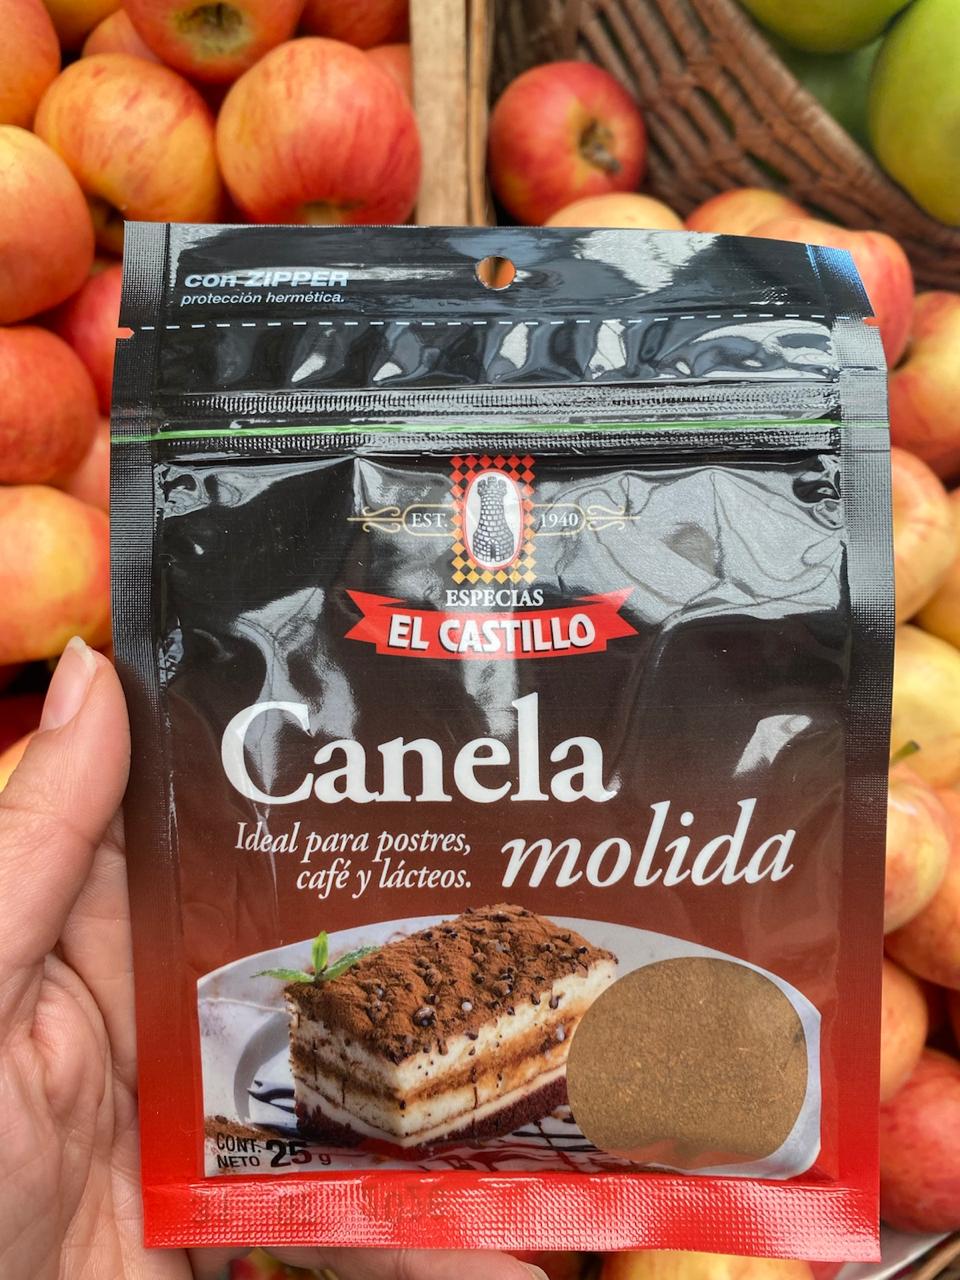 con ZIPPER
protección hermética.
EST. 1940
ESPECIAS
EL CASTILLO
Canela
molida
Ideal para postres,
café y lácteos.
CONT.
NETO 25 g